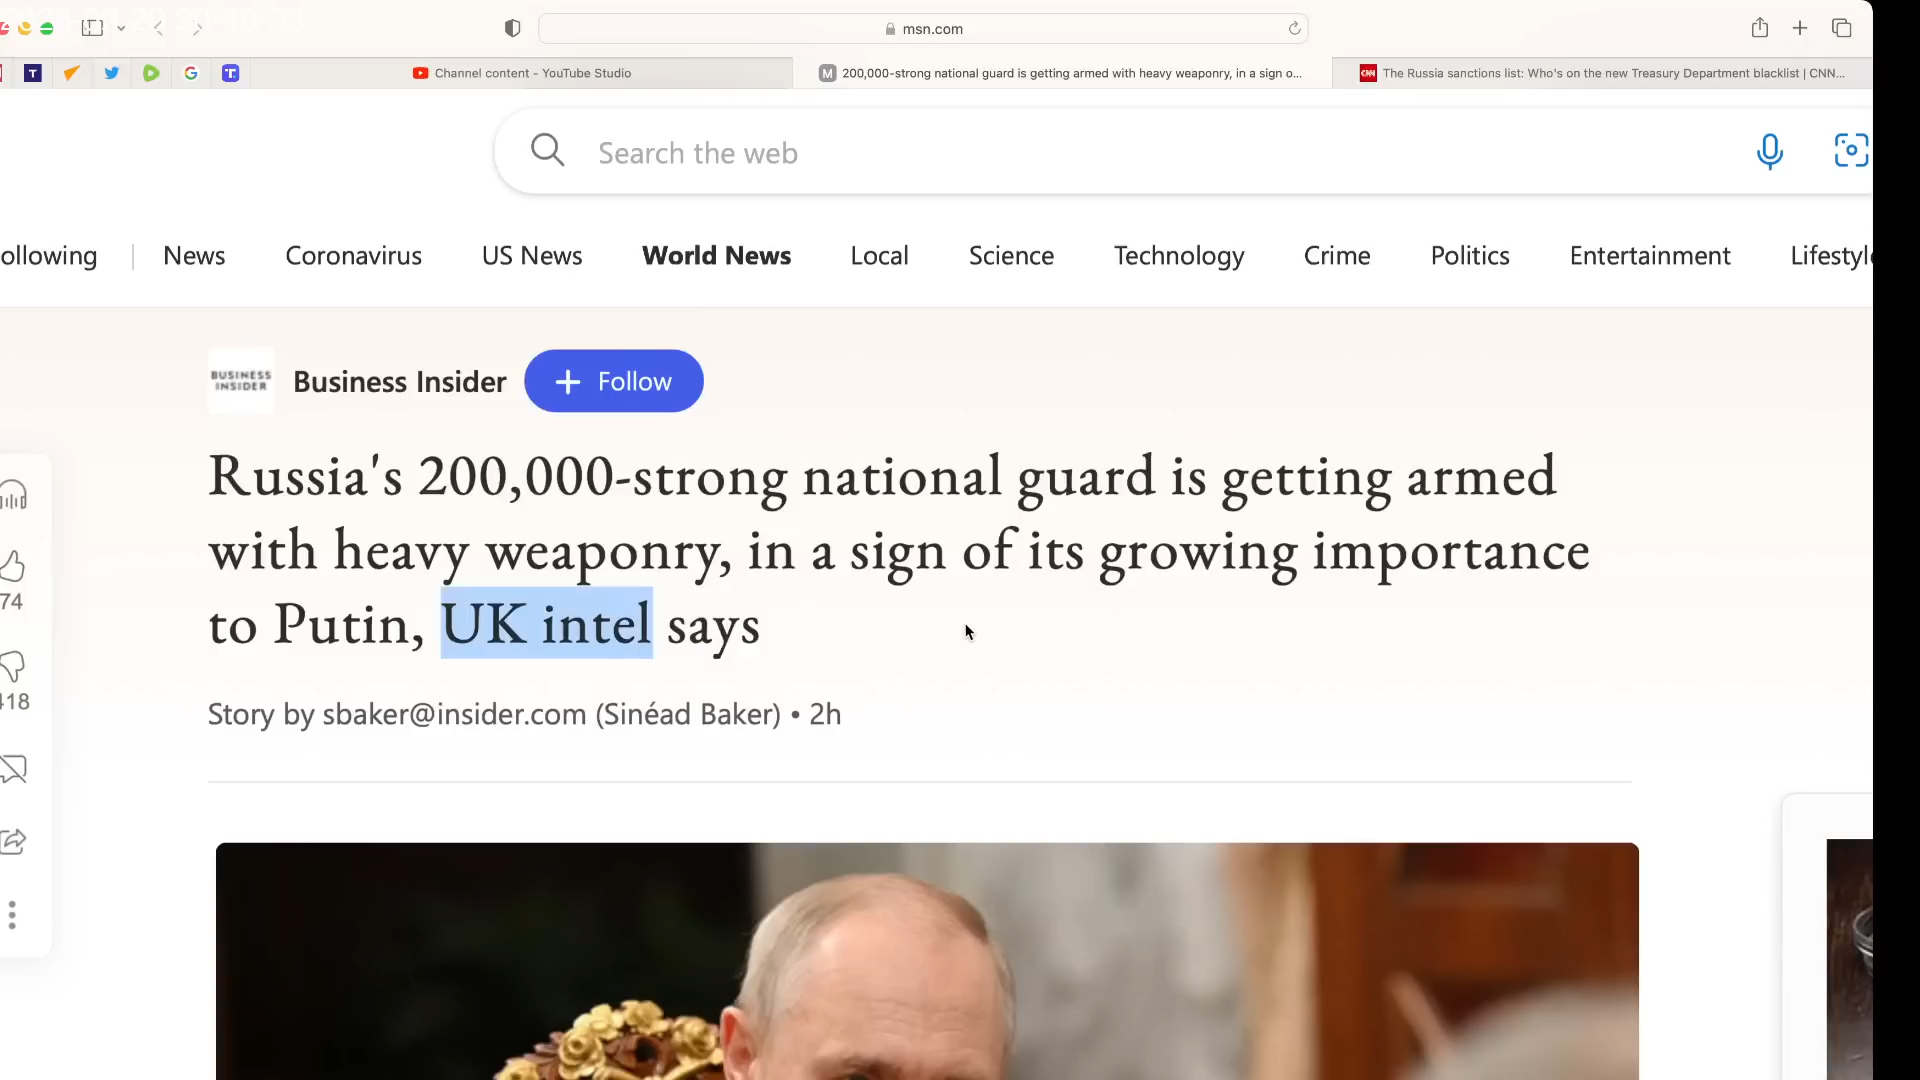 msn.com
T
G
T.
Channel content - YouTube Studio
M
200,000-strong national guard is getting armed with heavy weaponry, in a sign o...
CNN
The Russia sanctions list: Who's on the new Treasury Department blacklist | CNN...
Search the web
ollowing
News
Coronavirus
US News
World News
Local
Science
Technology
Crime
Politics
Entertainment
Lifestyle
BUSINESS
INSIDER
Business Insider
Follow
Russia's 200,000-strong national guard is getting armed
with heavy weaponry, in a sign of its growing importance
to Putin, UK intel says
74
418
Story by sbaker@insider.com (Sinéad Baker) • 2h